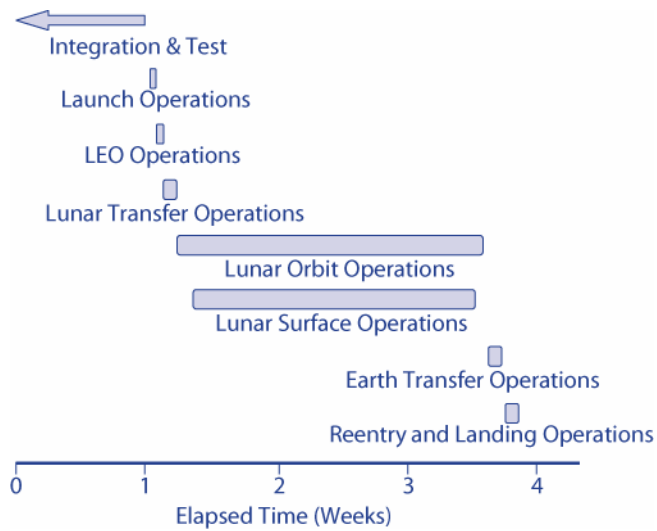 Integration & Test
Launch Operations
LEO Operations
Lunar Transfer Operations
Lunar Orbit Operations
Lunar Surface Operations
Earth Transfer Operations
Reentry and Landing Operations
0 1 2 3 4
Elapsed Time (Weeks)